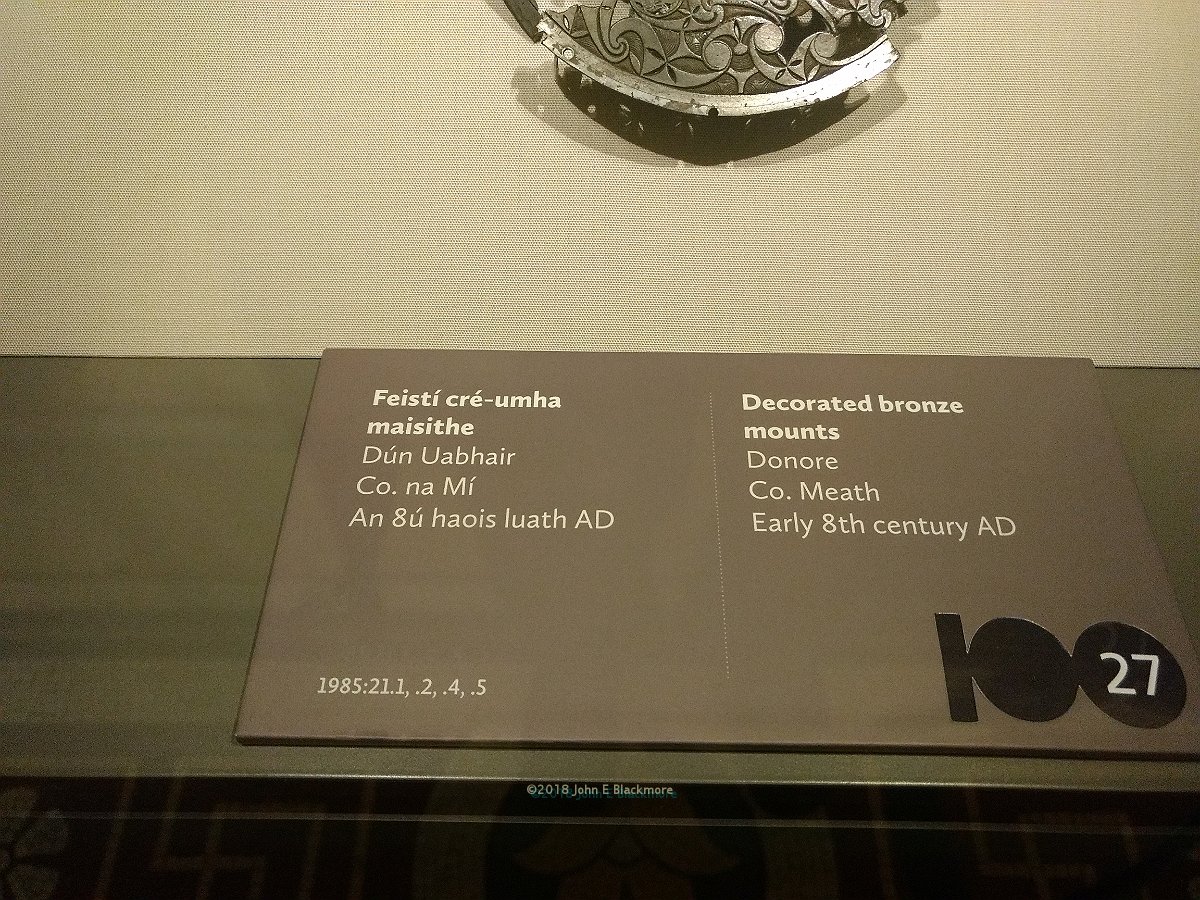 Feistí cré-umha
maisithe
Dún Uabhair
Co. na Mí
An 8ú haois luath AD
Decorated bronze
mounts
Donore
Co. Meath
Early 8th century AD
1985:21.1, .2, .4, .5
100
27
©2018 John E Blackmore